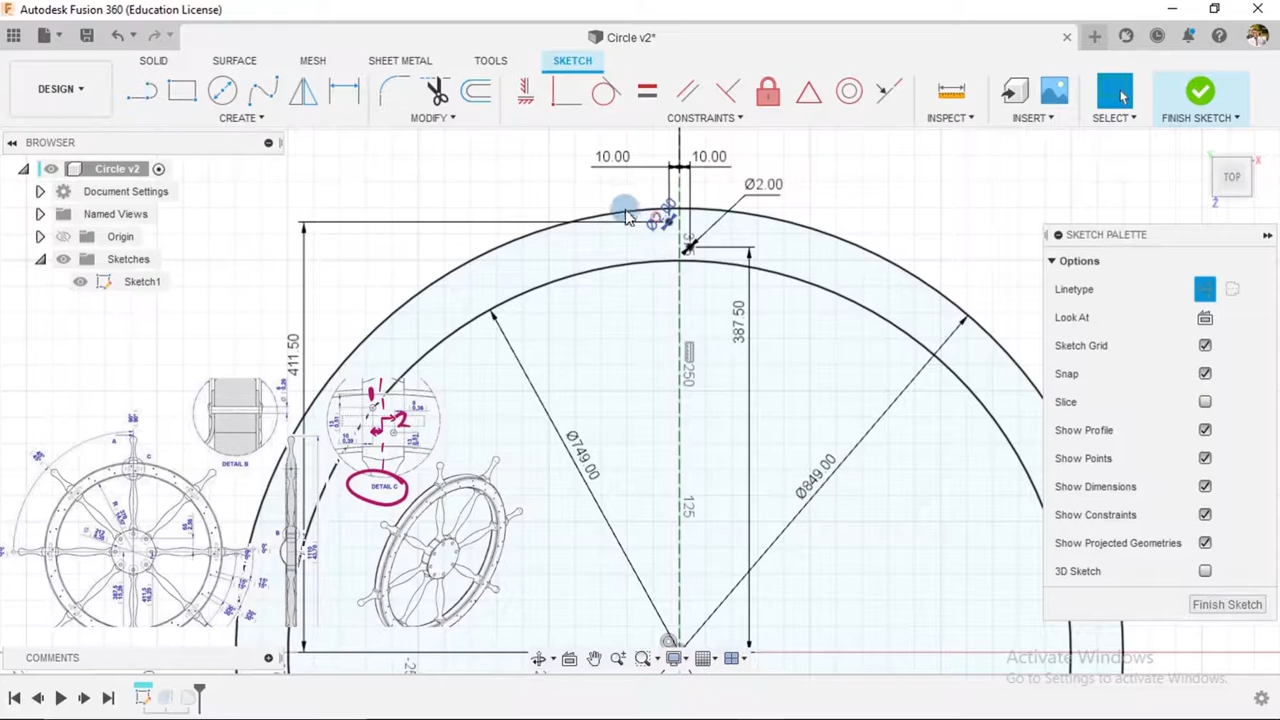 Autodesk Fusion 360 (Education License)
Circle v2*
SOLID SURFACE MESH SHEET METAL TOOLS SKETCH
DESIGN
CREATE MODIFY CONSTRAINTS INSPECT INSERT SELECT FINISH SKETCH
BROWSER
Circle v2
Document Settings
Named Views
Origin
Sketches
Sketch1
10.00 10.00
Ø2.00
TOP
X
Z
411.50
387.50
250
125
Ø749.00
Ø849.00
SKETCH PALETTE
Options
Linetype
Look At
Sketch Grid
Snap
Slice
Show Profile
Show Points
Show Dimensions
Show Constraints
Show Projected Geometries
3D Sketch
Finish Sketch
1
2
DETAIL B
DETAIL C
COMMENTS
Activate Windows
Go to Settings to activate Windows.